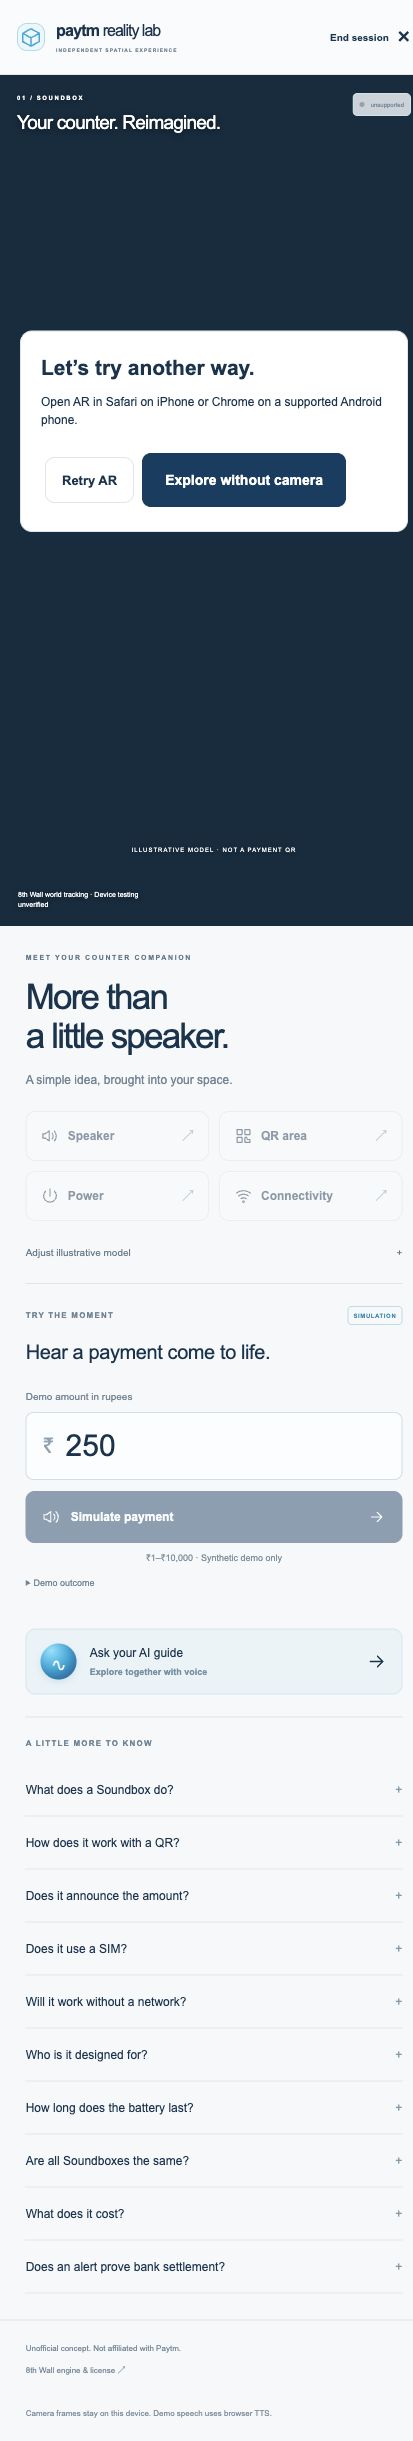 paytm reality lab
INDEPENDENT SPATIAL EXPERIENCE
End session ✕
01 / SOUNDBOX
unsupported
Your counter. Reimagined.
Let’s try another way.
Open AR in Safari on iPhone or Chrome on a supported Android
phone.
Retry AR
Explore without camera
ILLUSTRATIVE MODEL · NOT A PAYMENT QR
8th Wall world tracking · Device testing
unverified
MEET YOUR COUNTER COMPANION
More than
a little speaker.
A simple idea, brought into your space.
Speaker
QR area
Power
Connectivity
Adjust illustrative model +
TRY THE MOMENT
SIMULATION
Hear a payment come to life.
Demo amount in rupees
₹ 250
Simulate payment →
₹1–₹10,000 · Synthetic demo only
Demo outcome
Ask your AI guide
Explore together with voice
A LITTLE MORE TO KNOW
What does a Soundbox do? +
How does it work with a QR? +
Does it announce the amount? +
Does it use a SIM? +
Will it work without a network? +
Who is it designed for? +
How long does the battery last? +
Are all Soundboxes the same? +
What does it cost? +
Does an alert prove bank settlement? +
Unofficial concept. Not affiliated with Paytm.
8th Wall engine & license ↗
Camera frames stay on this device. Demo speech uses browser TTS.